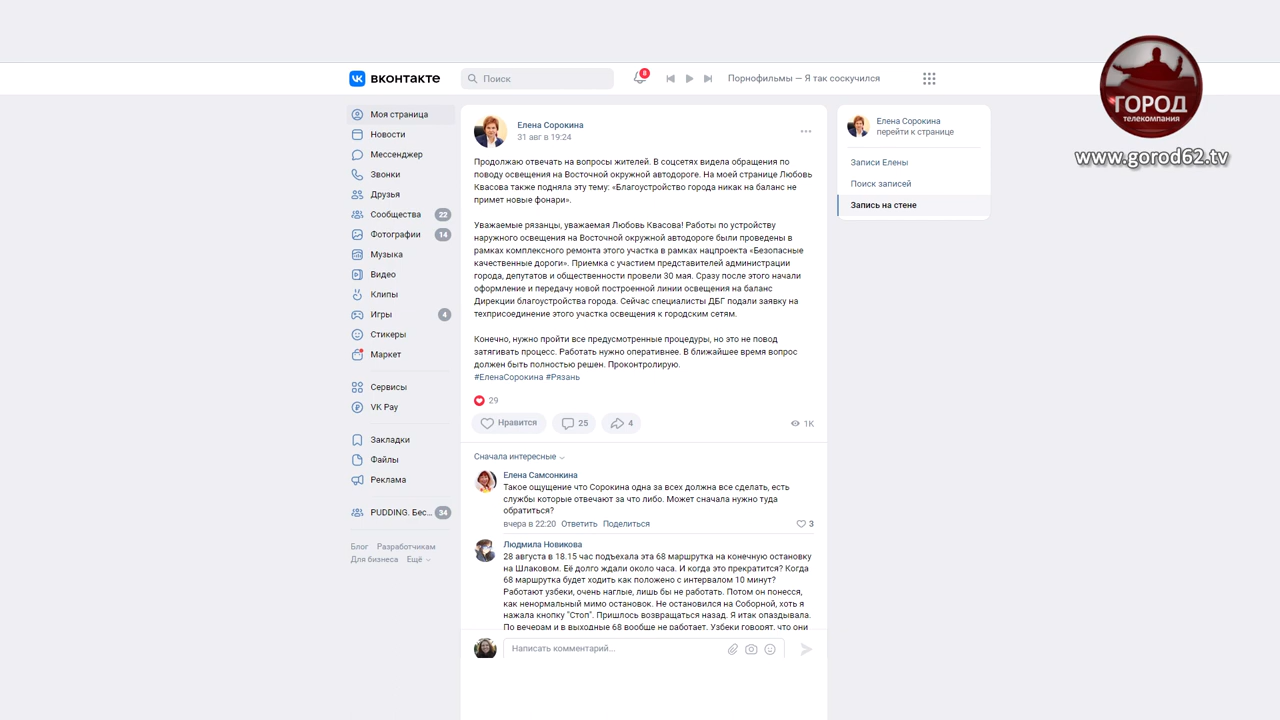 ВКОНТАКТЕ
Поиск
8
Порнофильмы — Я так соскучился
ГОРОД
телекомпания
www.gorod62.tv
Моя страница
Новости
Мессенджер
Звонки
Друзья
Сообщества 22
Фотографии 14
Музыка
Видео
Клипы
Игры 4
Стикеры
Маркет
Сервисы
VK Pay
Закладки
Файлы
Реклама
PUDDING. Бес... 34
Блог Разработчикам
Для бизнеса Ещё
Елена Сорокина
31 авг в 19:24
Продолжаю отвечать на вопросы жителей. В соцсетях видела обращения по
поводу освещения на Восточной окружной автодороге. На моей странице Любовь
Квасова также подняла эту тему: «Благоустройство города никак на баланс не
примет новые фонари».
Уважаемые рязанцы, уважаемая Любовь Квасова! Работы по устройству
наружного освещения на Восточной окружной автодороге были проведены в
рамках комплексного ремонта этого участка в рамках нацпроекта «Безопасные
качественные дороги». Приемка с участием представителей администрации
города, депутатов и общественности провели 30 мая. Сразу после этого начали
оформление и передачу новой построенной линии освещения на баланс
Дирекции благоустройства города. Сейчас специалисты ДБГ подали заявку на
техприсоединение этого участка освещения к городским сетям.
Конечно, нужно пройти все предусмотренные процедуры, но это не повод
затягивать процесс. Работать нужно оперативнее. В ближайшее время вопрос
должен быть полностью решен. Проконтролирую.
#ЕленаСорокина #Рязань
29
Нравится 25 4 1K
Сначала интересные
Елена Самсонкина
Такое ощущение что Сорокина одна за всех должна все сделать, есть
службы которые отвечают за что либо. Может сначала нужно туда
обратиться?
вчера в 22:20 Ответить Поделиться 3
Людмила Новикова
28 августа в 18.15 час подъехала эта 68 маршрутка на конечную остановку
на Шлаковом. Её долго ждали около часа. И когда это прекратится? Когда
68 маршрутка будет ходить как положено с интервалом 10 минут?
Работают узбеки, очень наглые, лишь бы не работать. Потом он понесся,
как ненормальный мимо остановок. Не остановился на Соборной, хоть я
нажала кнопку "Стоп". Пришлось возвращаться назад. Я итак опаздывала.
По вечерам и в выходные 68 вообще не работает. Узбеки говорят, что они
Написать комментарий...
Елена Сорокина
перейти к странице
Записи Елены
Поиск записей
Запись на стене